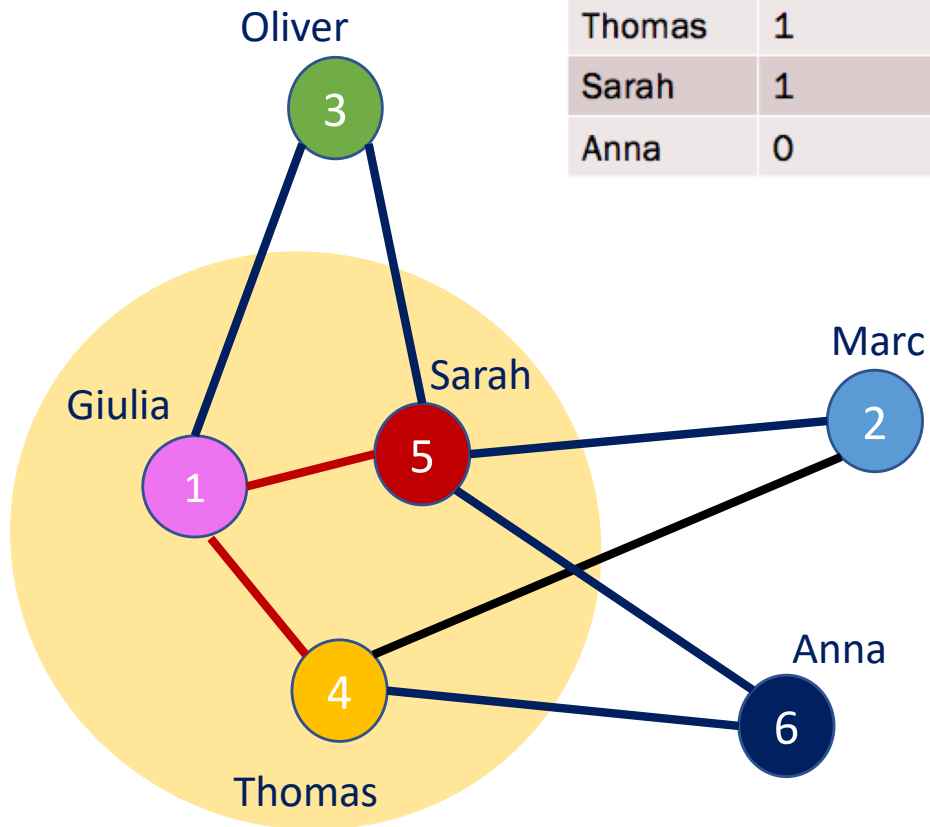 Oliver
3
Thomas 1
Sarah 1
Anna 0
Marc
2
Sarah
5
Giulia
1
Anna
6
4
Thomas